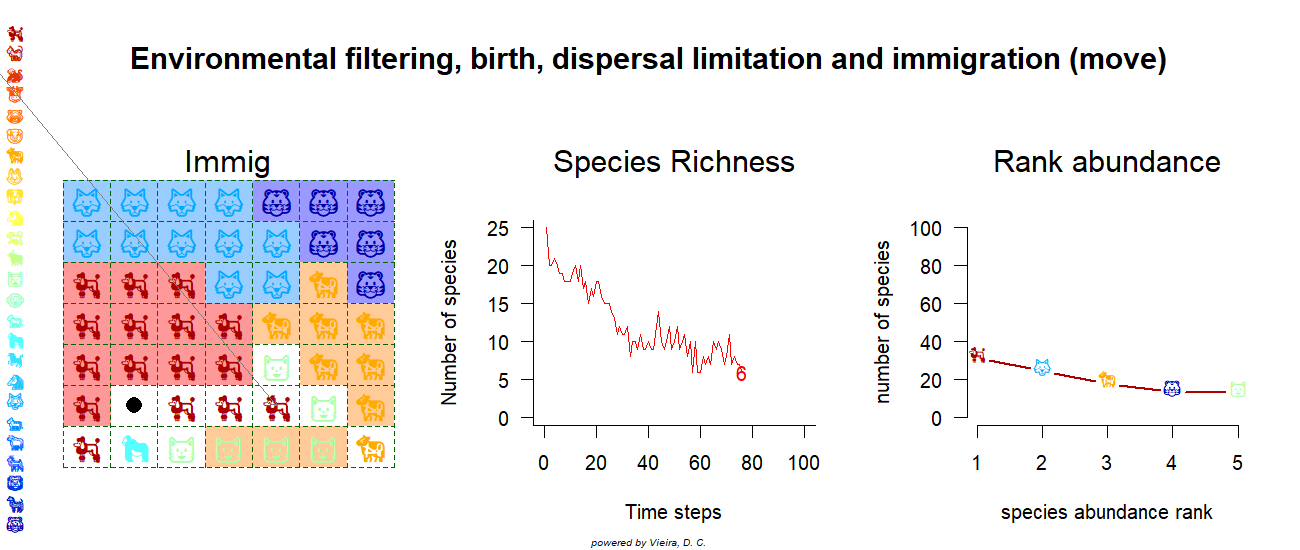 Environmental filtering, birth, dispersal limitation and immigration (move)
Immig
Species Richness
Rank abundance
Number of species
25
20
15
10
5
0
6
0 20 40 60 80 100
Time steps
number of species
100
80
60
40
20
0
1 2 3 4 5
species abundance rank
powered by Vieira, D. C.